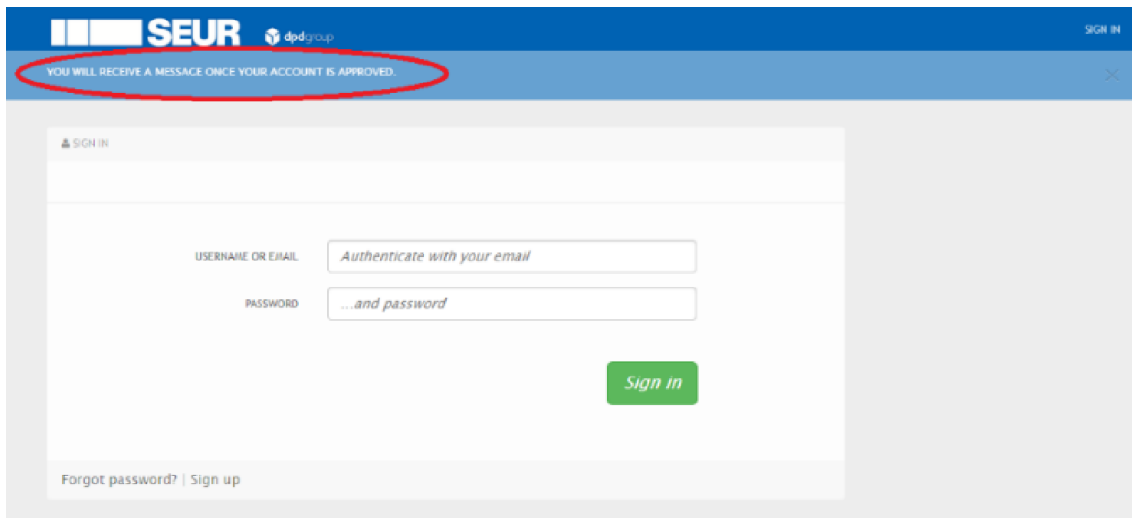 SEUR dpdgroup
SIGN IN
YOU WILL RECEIVE A MESSAGE ONCE YOUR ACCOUNT IS APPROVED.
SIGN IN
USERNAME OR EMAIL Authenticate with your email
PASSWORD ...and password
Sign in
Forgot password? | Sign up